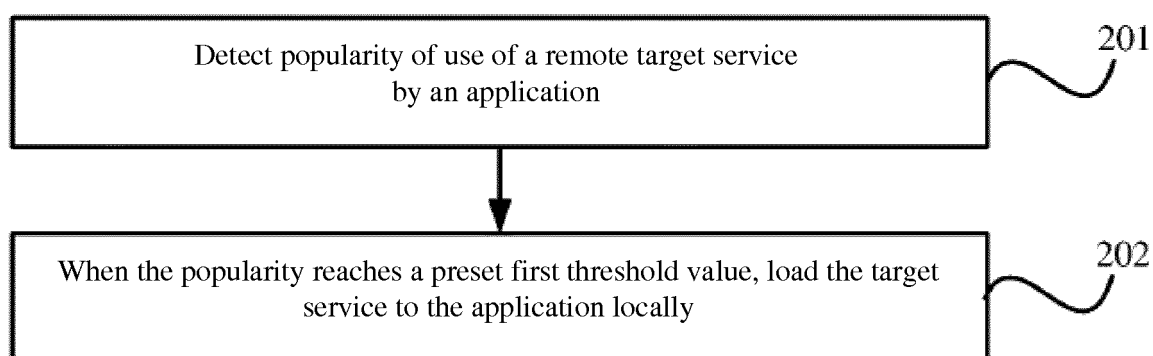 Detect popularity of use of a remote target service
by an application
201
When the popularity reaches a preset first threshold value, load the target
service to the application locally
202